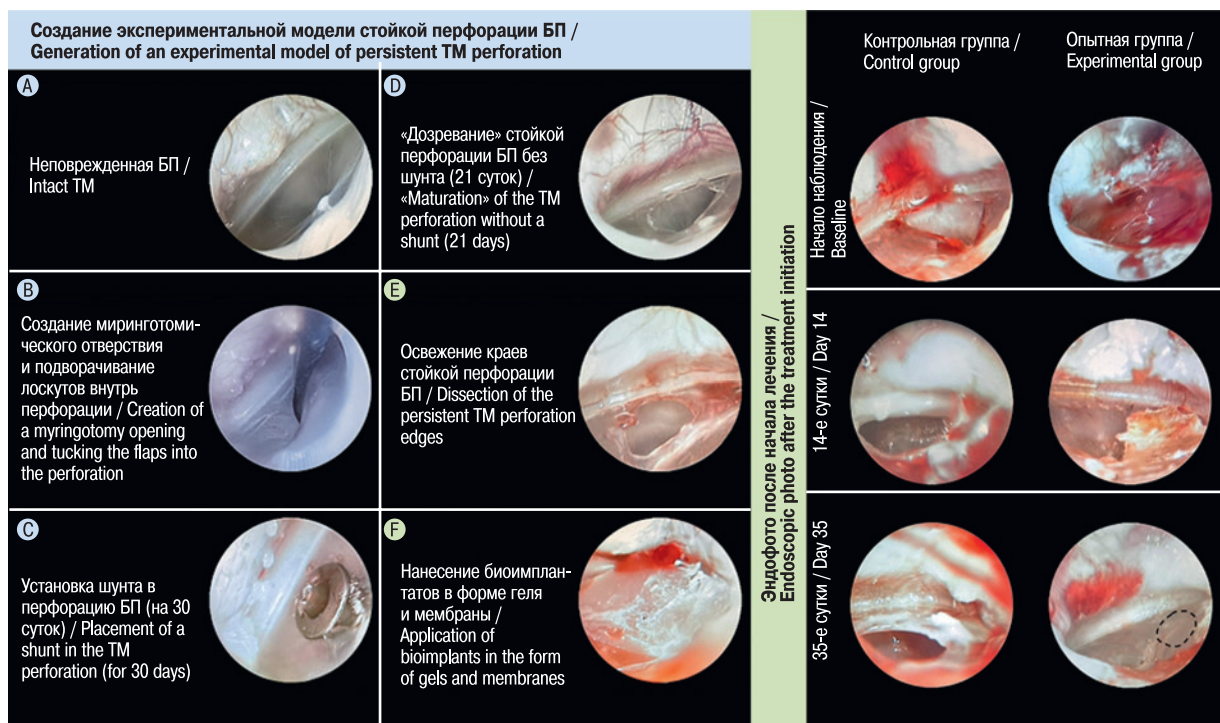 Создание экспериментальной модели стойкой перфорации БП /
Generation of an experimental model of persistent TM perforation
A
Неповрежденная БП /
Intact TM
B
Создание миринготоми-
ческого отверствия
и подворачивание
лоскутов внутрь
перфорации / Creation of
a myringotomy opening
and tucking the flaps into
the perforation
C
Установка шунта в
перфорацию БП (на 30
суток) / Placement of a
shunt in the TM
perforation (for 30 days)
D
«Дозревание» стойкой
перфорации БП без
шунта (21 суток) /
«Maturation» of the TM
perforation without a
shunt (21 days)
E
Освежение краев
стойкой перфорации
БП / Dissection of the
persistent TM perforation
edges
F
Нанесение биоимплан-
татов в форме геля
и мембраны /
Application of
bioimplants in the form
of gels and membranes
Эндофото после начала лечения /
Endoscopic photo after the treatment initiation
Контрольная группа /
Control group
Опытная группа /
Experimental group
Начало наблюдения /
Baseline
14-е сутки / Day 14
35-е сутки / Day 35